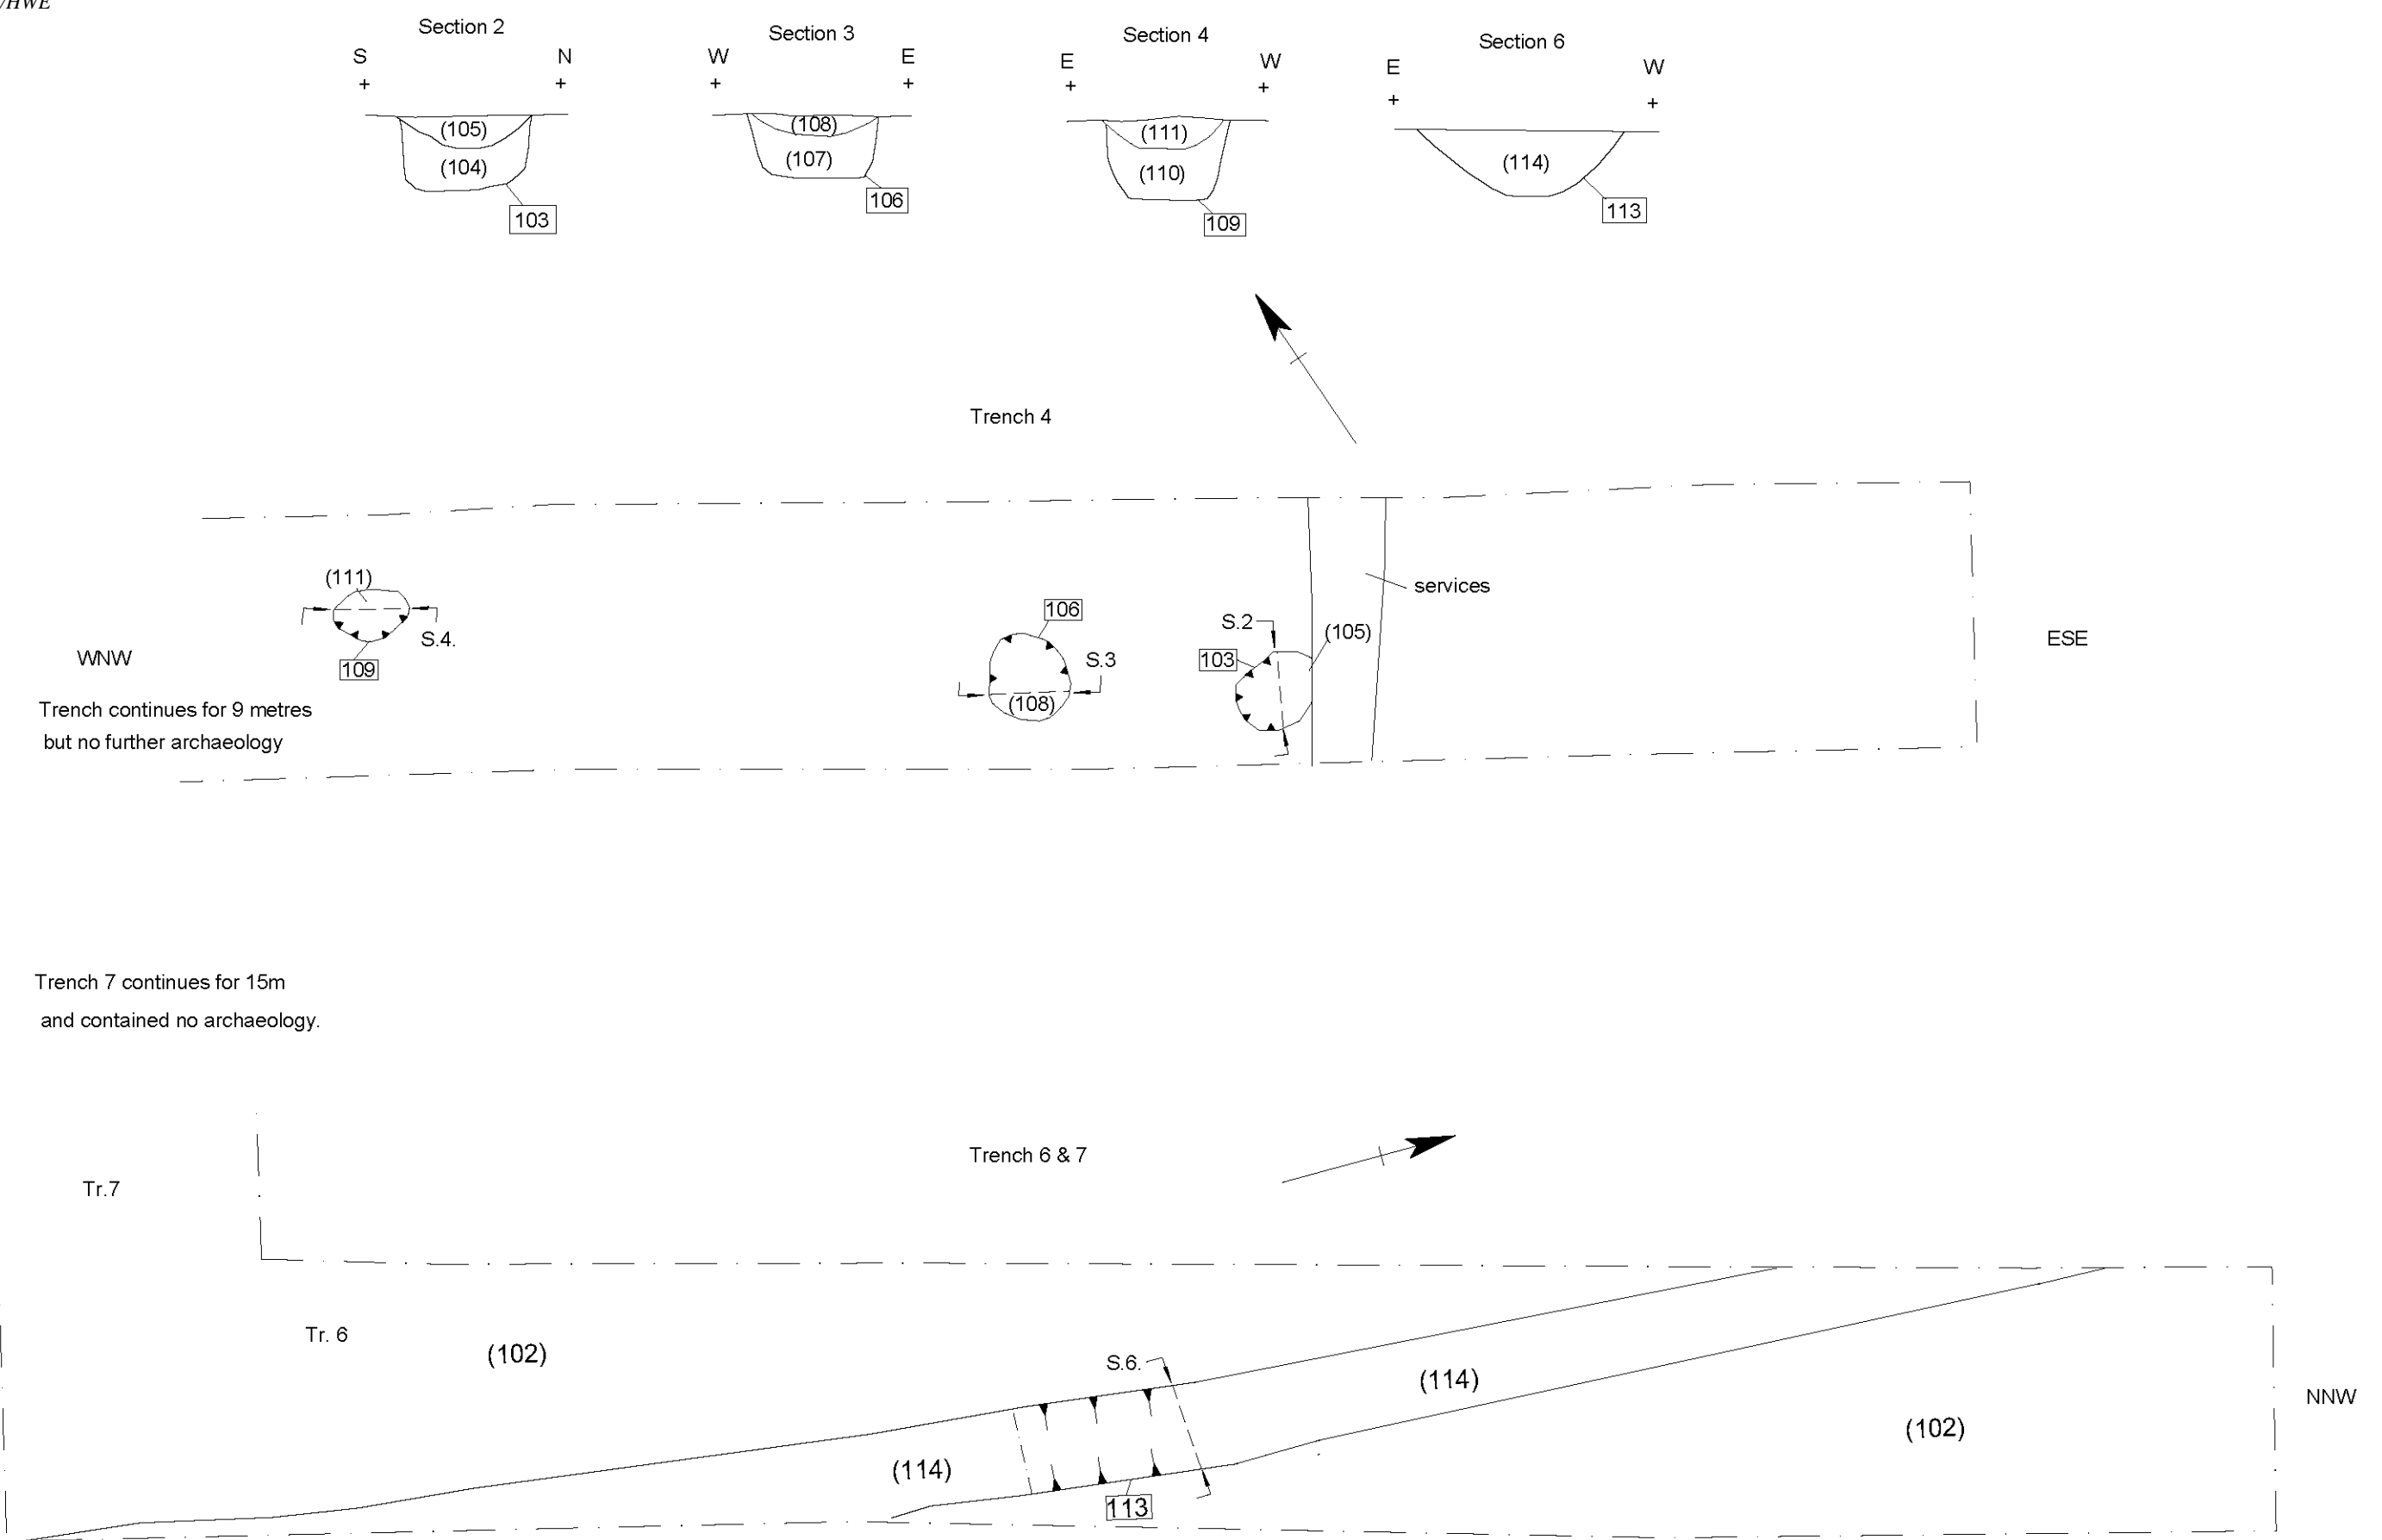 /HWE
Section 2
Section 3
Section 4
Section 6
S
N
W
E
E
W
E
W
+
+
+
+
+
+
+
+
(105)
(108)
(111)
(114)
(104)
(107)
(110)
103
106
109
113
Trench 4
services
(111)
S.4.
109
106
S.3
(108)
S.2
103
(105)
WNW
ESE
Trench continues for 9 metres
but no further archaeology
Trench 7 continues for 15m
and contained no archaeology.
Trench 6 & 7
Tr.7
Tr. 6
(102)
S.6.
(114)
NNW
(102)
(114)
113